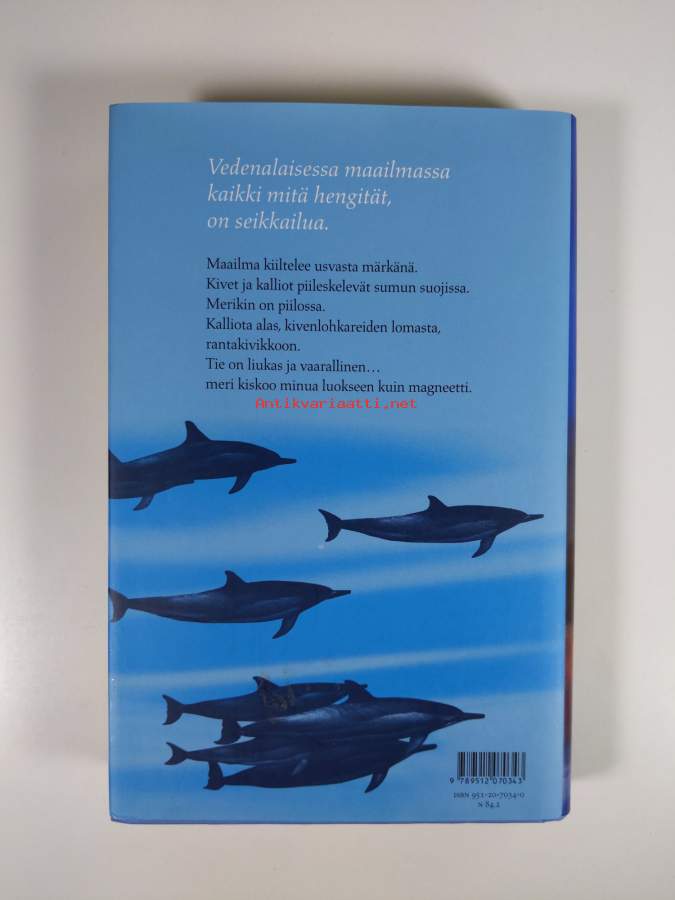 Vedenalaisessa maailmassa
kaikki mitä hengität,
on seikkailua.
Maailma kiiltelee usvasta märkänä.
Kivet ja kalliot piileskelevät sumun suojissa.
Merikin on piilossa.
Kalliota alas, kivenlohkareiden lomasta,
rantakivikkoon.
Tie on liukas ja vaarallinen…
meri kiskoo minua luokseen kuin magneetti.
Antikvariaatti.net
9 789512 070343
ISBN 951-20-7034-0
N 84.2